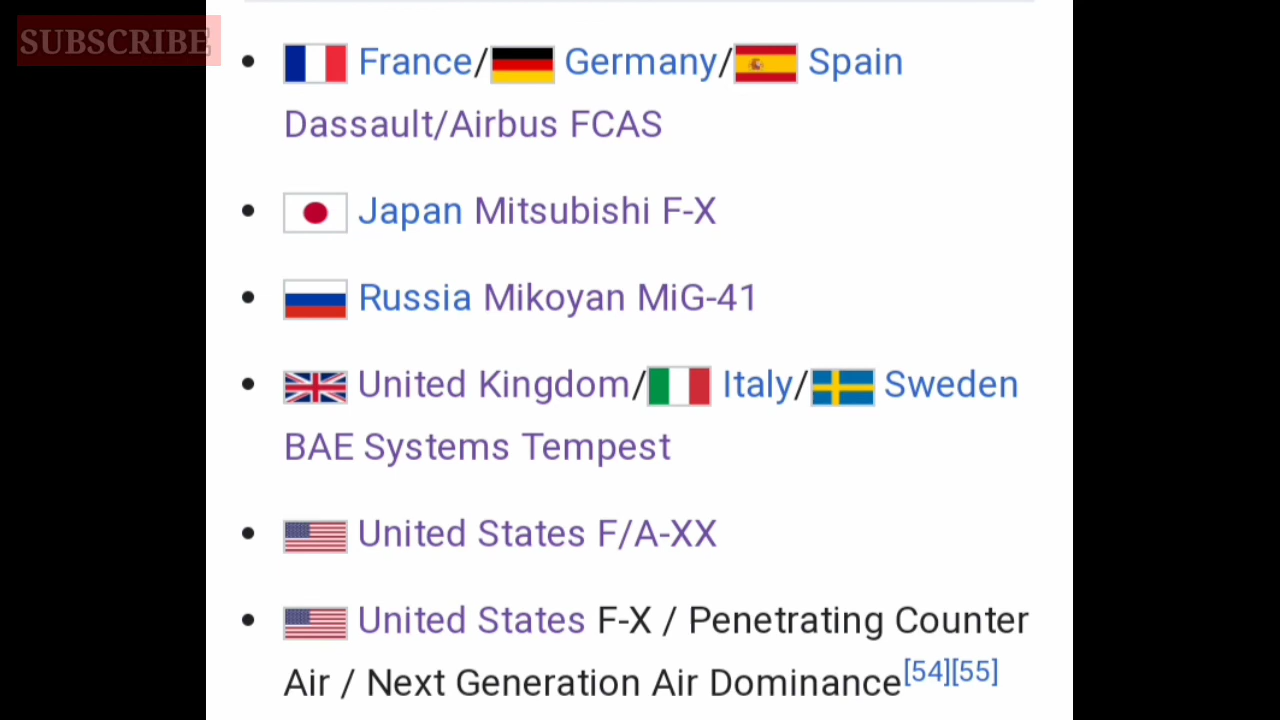 SUBSCRIBE
France/ Germany/ Spain
Dassault/Airbus FCAS
Japan Mitsubishi F-X
Russia Mikoyan MiG-41
United Kingdom/ Italy/ Sweden
BAE Systems Tempest
United States F/A-XX
United States F-X / Penetrating Counter
Air / Next Generation Air Dominance[54][55]